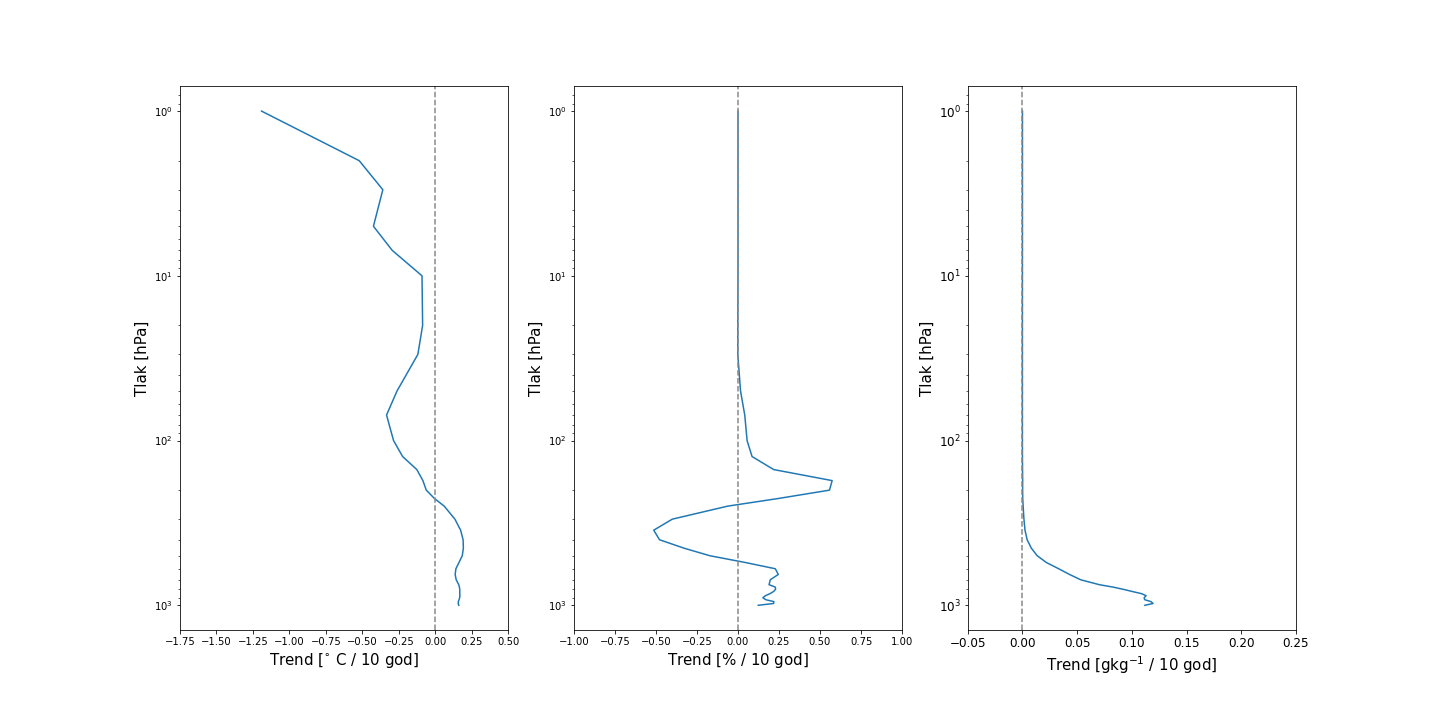 Tlak [hPa]
10⁰
10¹
10²
10³
−1.75 −1.50 −1.25 −1.00 −0.75 −0.50 −0.25 0.00 0.25 0.50
Trend [° C / 10 god]
Tlak [hPa]
10⁰
10¹
10²
10³
−1.00 −0.75 −0.50 −0.25 0.00 0.25 0.50 0.75 1.00
Trend [% / 10 god]
Tlak [hPa]
10⁰
10¹
10²
10³
−0.05 0.00 0.05 0.10 0.15 0.20 0.25
Trend [gkg⁻¹ / 10 god]